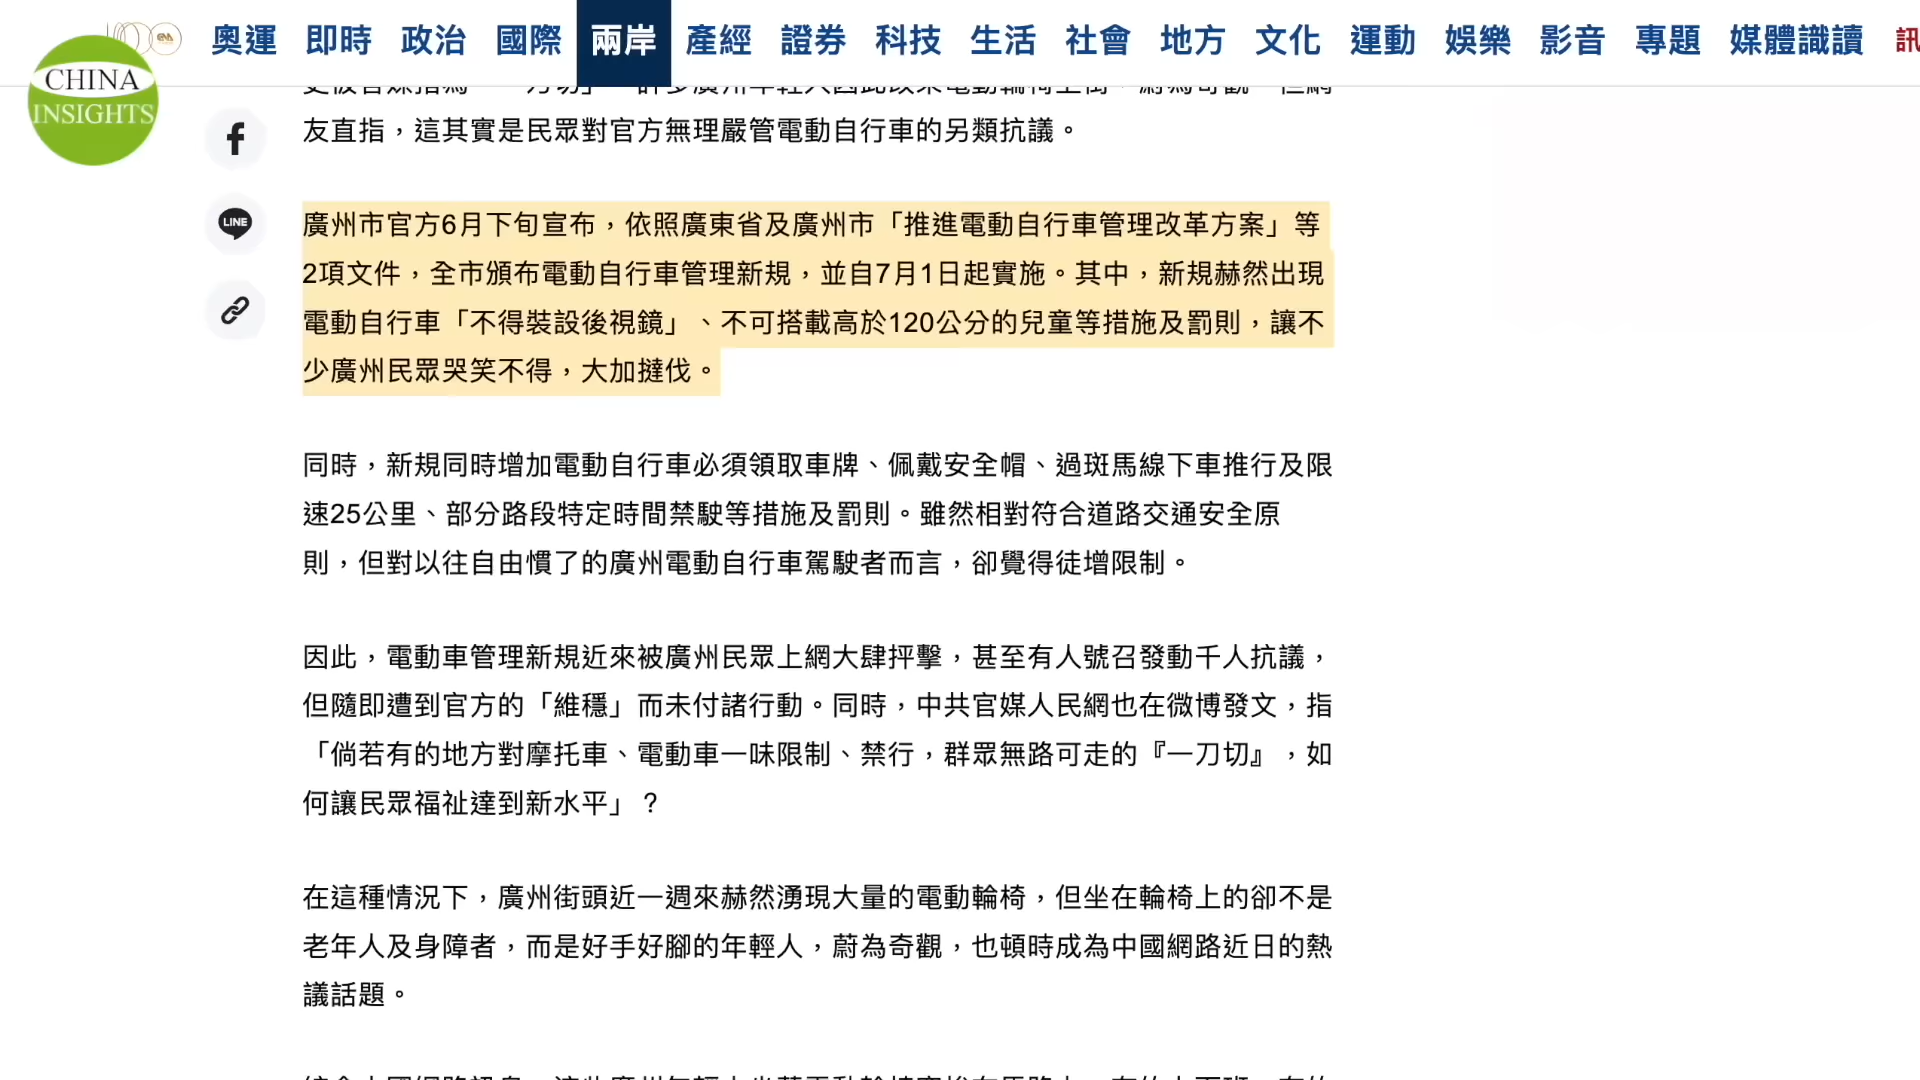 奧運 即時 政治 國際 兩岸 產經 證券 科技 生活 社會 地方 文化 運動 娛樂 影音 專題 媒體識讀 訊
CHINA
INSIGHTS
友直指，這其實是民眾對官方無理嚴管電動自行車的另類抗議。
LINE
廣州市官方6月下旬宣布，依照廣東省及廣州市「推進電動自行車管理改革方案」等
2項文件，全市頒布電動自行車管理新規，並自7月1日起實施。其中，新規赫然出現
電動自行車「不得裝設後視鏡」、不可搭載高於120公分的兒童等措施及罰則，讓不
少廣州民眾哭笑不得，大加撻伐。
同時，新規同時增加電動自行車必須領取車牌、佩戴安全帽、過斑馬線下車推行及限
速25公里、部分路段特定時間禁駛等措施及罰則。雖然相對符合道路交通安全原
則，但對以往自由慣了的廣州電動自行車駕駛者而言，卻覺得徒增限制。
因此，電動車管理新規近來被廣州民眾上網大肆抨擊，甚至有人號召發動千人抗議，
但隨即遭到官方的「維穩」而未付諸行動。同時，中共官媒人民網也在微博發文，指
「倘若有的地方對摩托車、電動車一味限制、禁行，群眾無路可走的『一刀切』，如
何讓民眾福祉達到新水平」？
在這種情況下，廣州街頭近一週來赫然湧現大量的電動輪椅，但坐在輪椅上的卻不是
老年人及身障者，而是好手好腳的年輕人，蔚為奇觀，也頓時成為中國網路近日的熱
議話題。